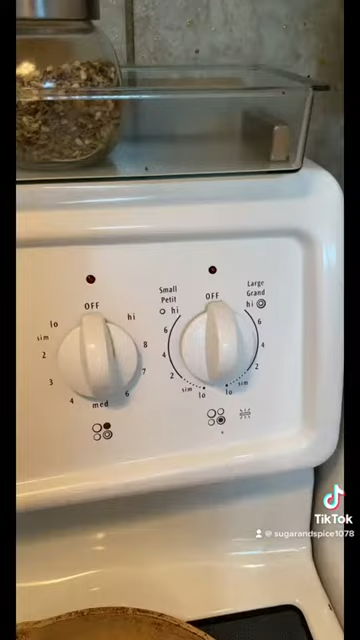 Small
Petit
hi
Large
Grand
hi
OFF
OFF
lo
hi
sim
2
8
3
7
4
med
6
6
6
4
4
2
2
sim
sim
lo
lo
TikTok
@sugarandspice1078